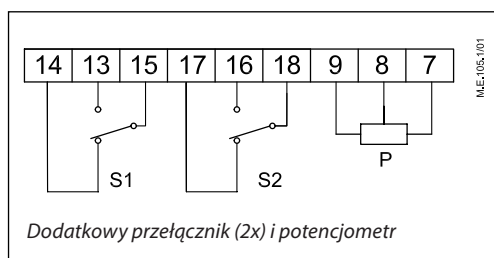 14 13 15 17 16 18 9 8 7
S1 S2 P
Dodatkowy przełącznik (2x) i potencjometr
M.E.105.1/01